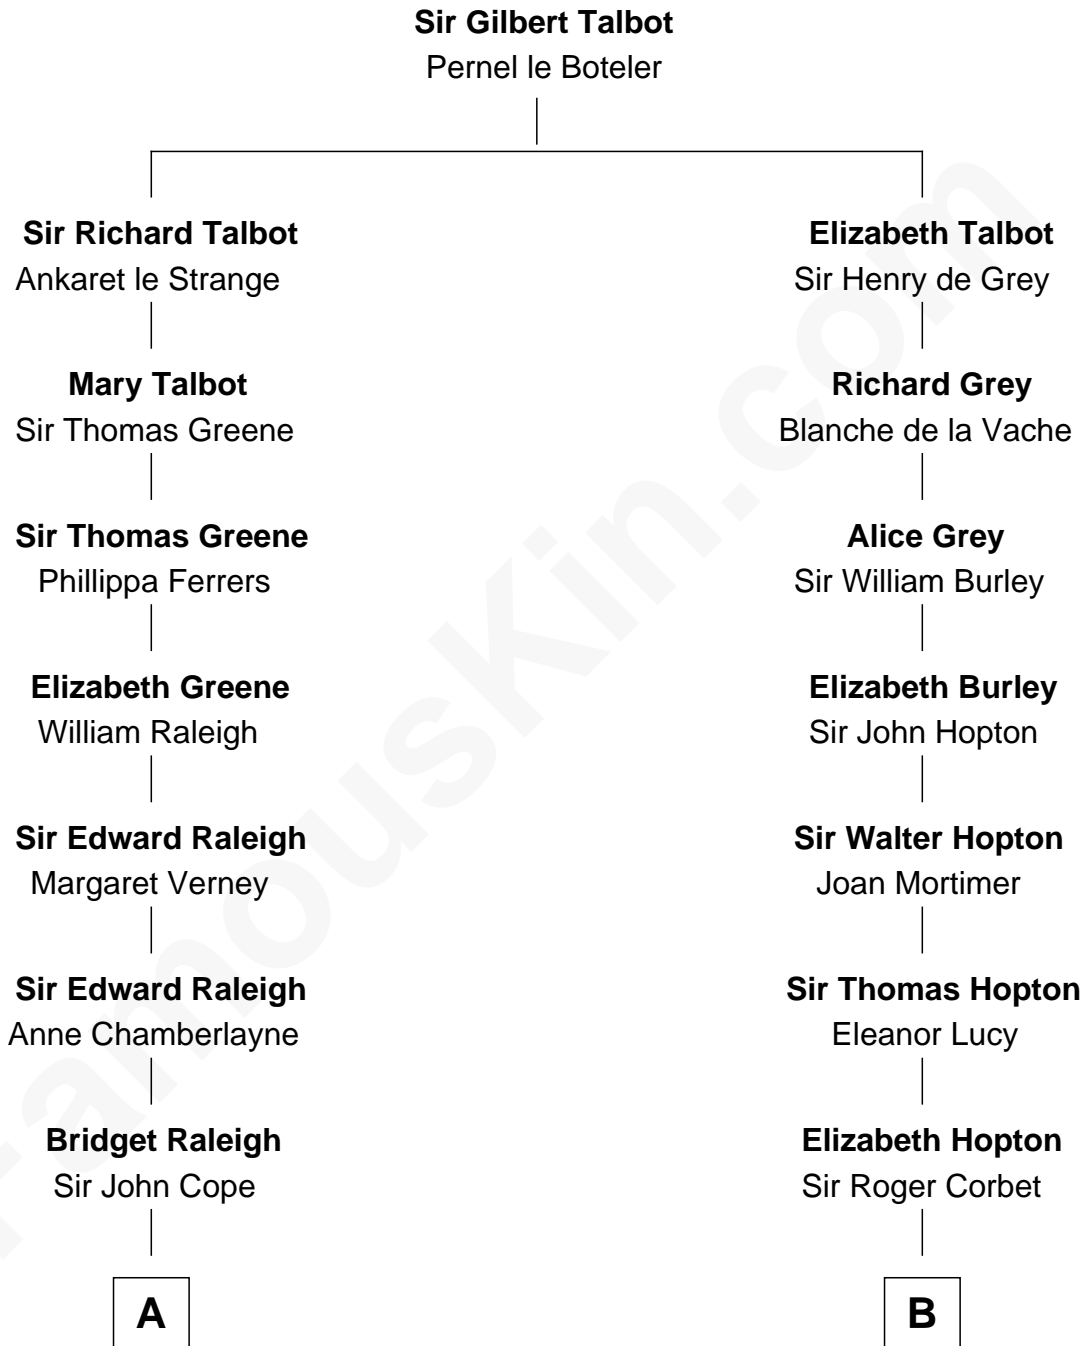 Sir Gilbert Talbot
Pernel le Boteler
Sir Richard Talbot
Ankaret le Strange
Elizabeth Talbot
Sir Henry de Grey
Mary Talbot
Sir Thomas Greene
Richard Grey
Blanche de la Vache
Sir Thomas Greene
Phillippa Ferrers
Alice Grey
Sir William Burley
Elizabeth Greene
William Raleigh
Elizabeth Burley
Sir John Hopton
Sir Edward Raleigh
Margaret Verney
Sir Walter Hopton
Joan Mortimer
Sir Edward Raleigh
Anne Chamberlayne
Sir Thomas Hopton
Eleanor Lucy
Bridget Raleigh
Sir John Cope
Elizabeth Hopton
Sir Roger Corbet
A
B
FamousKin.com